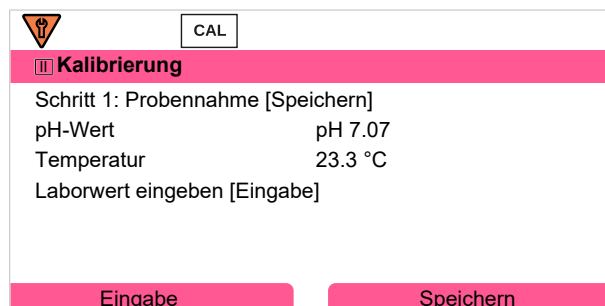 CAL
II Kalibrierung
Schritt 1: Probennahme [Speichern]
pH-Wert pH 7.07
Temperatur 23.3 °C
Laborwert eingeben [Eingabe]
Eingabe Speichern